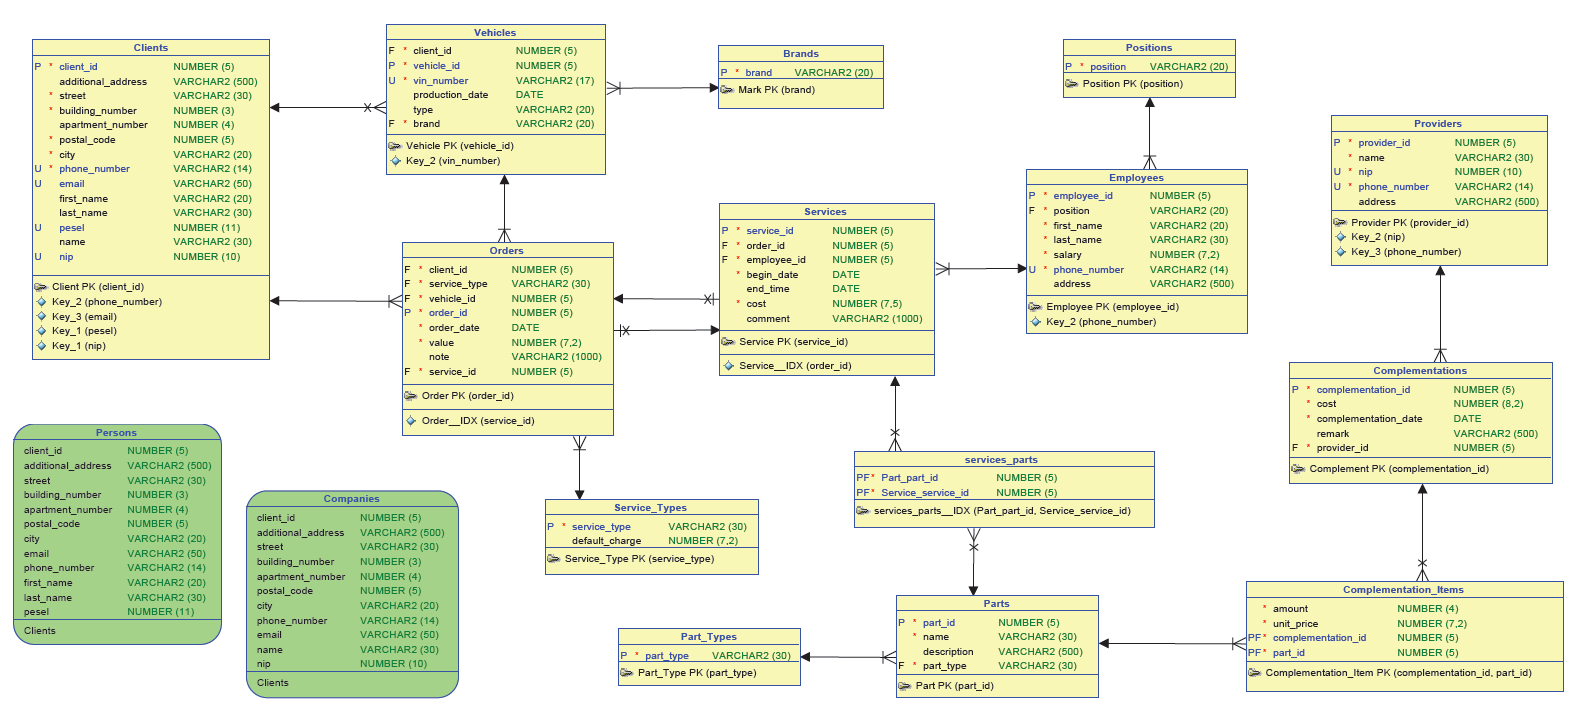 Clients
P * client_id NUMBER (5)
additional_address VARCHAR2 (500)
* street VARCHAR2 (30)
* building_number NUMBER (3)
apartment_number NUMBER (4)
* postal_code NUMBER (5)
* city VARCHAR2 (20)
U * phone_number VARCHAR2 (14)
U email VARCHAR2 (50)
first_name VARCHAR2 (20)
last_name VARCHAR2 (30)
U pesel NUMBER (11)
name VARCHAR2 (30)
U nip NUMBER (10)
Client PK (client_id)
Key_2 (phone_number)
Key_3 (email)
Key_1 (pesel)
Key_1 (nip)
Vehicles
F * client_id NUMBER (5)
P * vehicle_id NUMBER (5)
U * vin_number VARCHAR2 (17)
production_date DATE
type VARCHAR2 (20)
F * brand VARCHAR2 (20)
Vehicle PK (vehicle_id)
Key_2 (vin_number)
Brands
P * brand VARCHAR2 (20)
Mark PK (brand)
Positions
P * position VARCHAR2 (20)
Position PK (position)
Providers
P * provider_id NUMBER (5)
* name VARCHAR2 (30)
U * nip NUMBER (10)
U * phone_number VARCHAR2 (14)
address VARCHAR2 (500)
Provider PK (provider_id)
Key_2 (nip)
Key_3 (phone_number)
Employees
P * employee_id NUMBER (5)
F * position VARCHAR2 (20)
* first_name VARCHAR2 (20)
* last_name VARCHAR2 (30)
* salary NUMBER (7,2)
U * phone_number VARCHAR2 (14)
address VARCHAR2 (500)
Employee PK (employee_id)
Key_2 (phone_number)
Services
P * service_id NUMBER (5)
F * order_id NUMBER (5)
F * employee_id NUMBER (5)
* begin_date DATE
end_time DATE
* cost NUMBER (7,5)
comment VARCHAR2 (1000)
Service PK (service_id)
Service__IDX (order_id)
Orders
F * client_id NUMBER (5)
F * service_type VARCHAR2 (30)
F * vehicle_id NUMBER (5)
P * order_id NUMBER (5)
* order_date DATE
* value NUMBER (7,2)
note VARCHAR2 (1000)
F * service_id NUMBER (5)
Order PK (order_id)
Order__IDX (service_id)
Complementations
P * complementation_id NUMBER (5)
* cost NUMBER (8,2)
* complementation_date DATE
remark VARCHAR2 (500)
F * provider_id NUMBER (5)
Complement PK (complementation_id)
Persons
client_id NUMBER (5)
additional_address VARCHAR2 (500)
street VARCHAR2 (30)
building_number NUMBER (3)
apartment_number NUMBER (4)
postal_code NUMBER (5)
city VARCHAR2 (20)
email VARCHAR2 (50)
phone_number VARCHAR2 (14)
first_name VARCHAR2 (20)
last_name VARCHAR2 (30)
pesel NUMBER (11)
Clients
Companies
client_id NUMBER (5)
additional_address VARCHAR2 (500)
street VARCHAR2 (30)
building_number NUMBER (3)
apartment_number NUMBER (4)
postal_code NUMBER (5)
city VARCHAR2 (20)
phone_number VARCHAR2 (14)
email VARCHAR2 (50)
name VARCHAR2 (30)
nip NUMBER (10)
Clients
Service_Types
P * service_type VARCHAR2 (30)
default_charge NUMBER (7,2)
Service_Type PK (service_type)
services_parts
PF* Part_part_id NUMBER (5)
PF* Service_service_id NUMBER (5)
services_parts__IDX (Part_part_id, Service_service_id)
Part_Types
P * part_type VARCHAR2 (30)
Part_Type PK (part_type)
Parts
P * part_id NUMBER (5)
* name VARCHAR2 (30)
description VARCHAR2 (500)
F * part_type VARCHAR2 (30)
Part PK (part_id)
Complementation_Items
* amount NUMBER (4)
* unit_price NUMBER (7,2)
PF* complementation_id NUMBER (5)
PF* part_id NUMBER (5)
Complementation_Item PK (complementation_id, part_id)